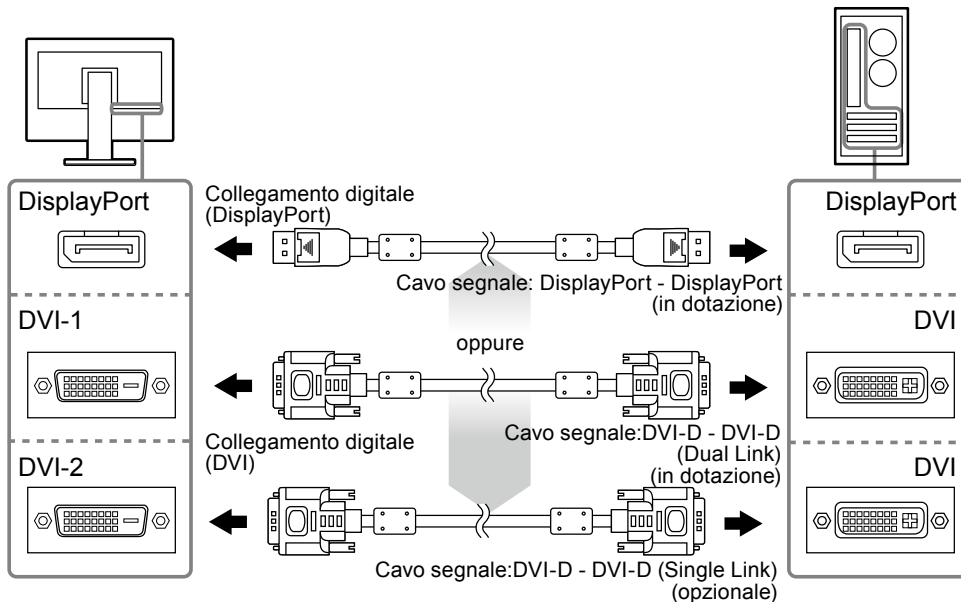 DisplayPort
Collegamento digitale
(DisplayPort)
DisplayPort
Cavo segnale: DisplayPort - DisplayPort
(in dotazione)
DVI-1
oppure
DVI
Collegamento digitale
(DVI)
Cavo segnale:DVI-D - DVI-D
(Dual Link)
(in dotazione)
DVI-2
DVI
Cavo segnale:DVI-D - DVI-D (Single Link)
(opzionale)